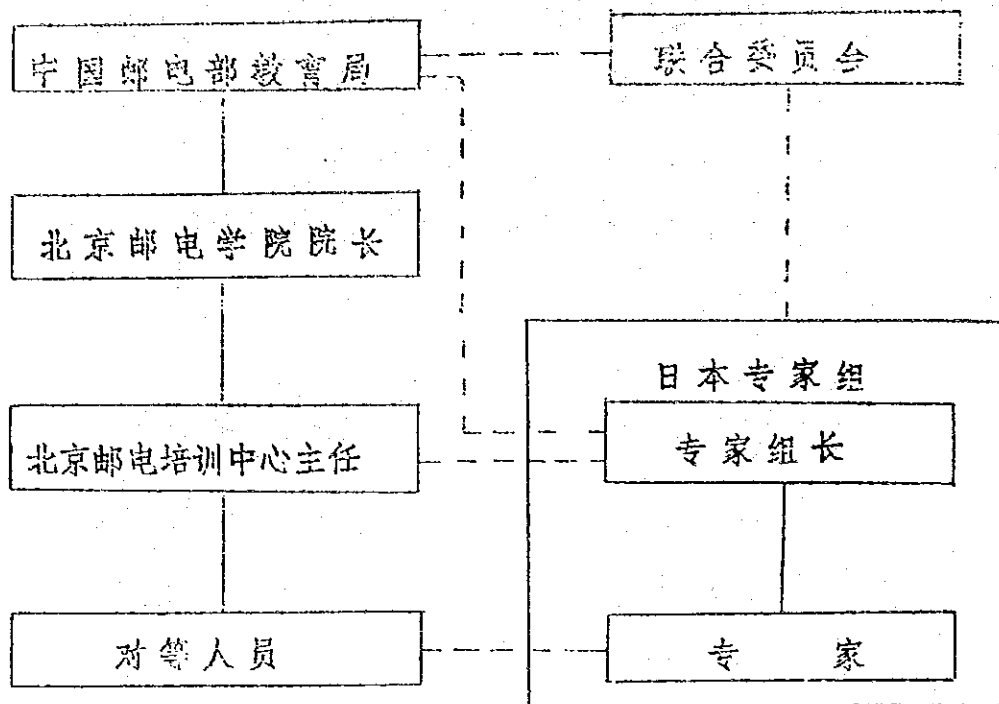 中国邮电部教育局
联合委员会
北京邮电学院院长
日本专家组
专家组长
北京邮电培训中心主任
对等人员
专家